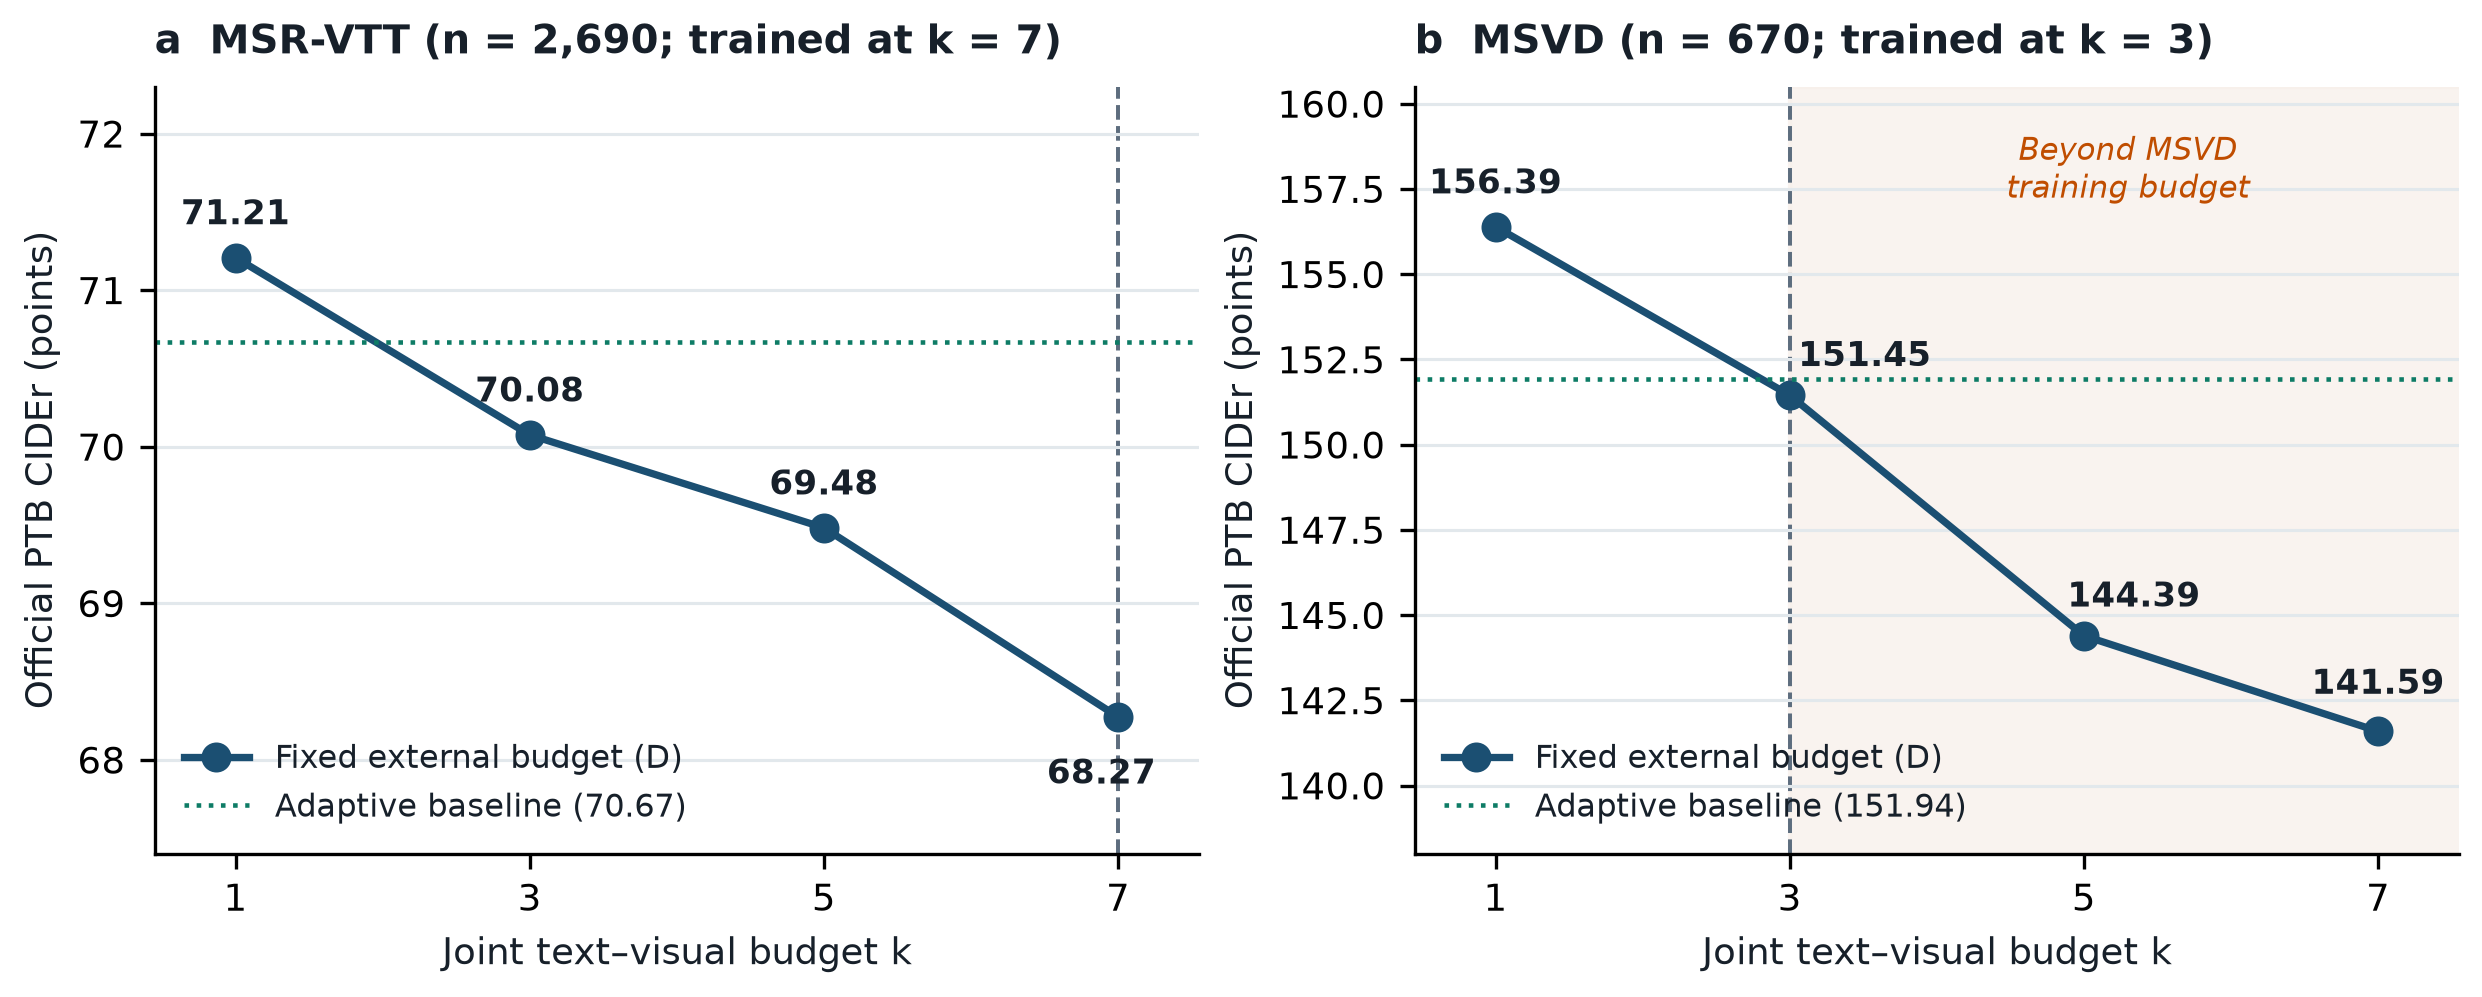 a  MSR-VTT (n = 2,690; trained at k = 7)
Official PTB CIDEr (points)
72
71
70
69
68
71.21
70.08
69.48
68.27
Fixed external budget (D)
Adaptive baseline (70.67)
1 3 5 7
Joint text–visual budget k
b  MSVD (n = 670; trained at k = 3)
Official PTB CIDEr (points)
160.0
157.5
155.0
152.5
150.0
147.5
145.0
142.5
140.0
Beyond MSVD
training budget
156.39
151.45
144.39
141.59
Fixed external budget (D)
Adaptive baseline (151.94)
1 3 5 7
Joint text–visual budget k